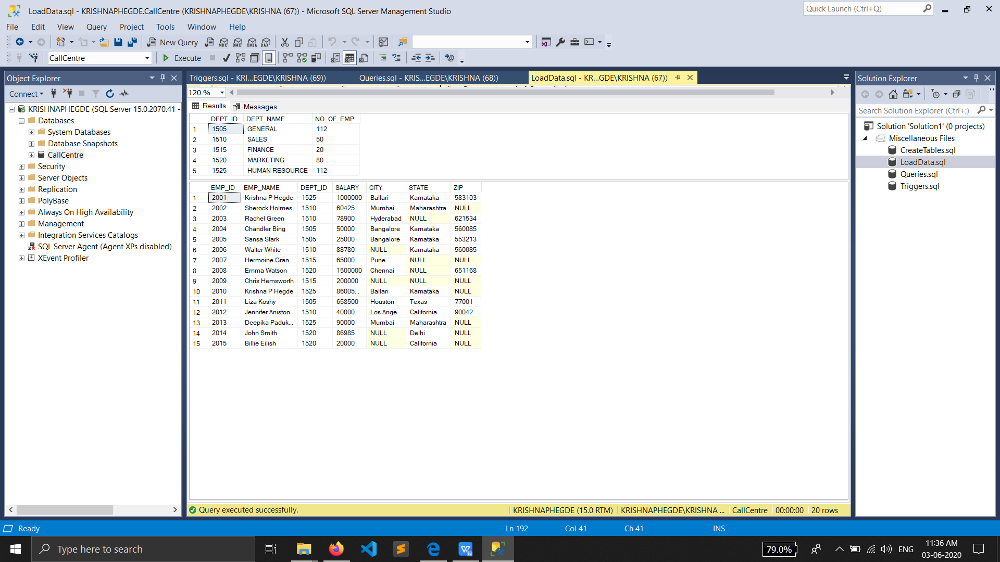 LoadData.sql - KRISHNAPHEGDE.CallCentre (KRISHNAPHEGDE\KRISHNA (67)) - Microsoft SQL Server Management Studio
Quick Launch (Ctrl+Q)
File Edit View Query Project Tools Window Help
New Query MDX DMX XMLA DAX
CallCentre Execute
Object Explorer
Triggers.sql - KRI...EGDE\KRISHNA (69)) Queries.sql - KRIS...EGDE\KRISHNA (68)) LoadData.sql - KR...GDE\KRISHNA (67))
Solution Explorer
Connect
120 %
Results Messages
Search Solution Explorer (Ctrl+;)
KRISHNAPHEGDE (SQL Server 15.0.2070.41 -
Databases
System Databases
Database Snapshots
CallCentre
Security
Server Objects
Replication
PolyBase
Always On High Availability
Management
Integration Services Catalogs
SQL Server Agent (Agent XPs disabled)
XEvent Profiler
DEPT_ID DEPT_NAME NO_OF_EMP
1 1505 GENERAL 112
2 1510 SALES 50
3 1515 FINANCE 20
4 1520 MARKETING 80
5 1525 HUMAN RESOURCE 112
EMP_ID EMP_NAME DEPT_ID SALARY CITY STATE ZIP
1 2001 Krishna P Hegde 1525 1000000 Ballari Karnataka 583103
2 2002 Sherock Holmes 1510 60425 Mumbai Maharashtra NULL
3 2003 Rachel Green 1510 78900 Hyderabad NULL 621534
4 2004 Chandler Bing 1505 50000 Bangalore Karnataka 560085
5 2005 Sansa Stark 1505 25000 Bangalore Karnataka 553213
6 2006 Walter White 1510 88780 NULL Karnataka 560085
7 2007 Hermoine Gran... 1515 65000 Pune NULL NULL
8 2008 Emma Watson 1520 1500000 Chennai NULL 651168
9 2009 Chris Hemsworth 1515 200000 NULL NULL NULL
10 2010 Krishna P Hegde 1525 86005... Ballari Karnataka NULL
11 2011 Liza Koshy 1505 658500 Houston Texas 77001
12 2012 Jennifer Aniston 1510 40000 Los Ange... California 90042
13 2013 Deepika Paduk... 1525 90000 Mumbai Maharashtra NULL
14 2014 John Smith 1520 86985 NULL Delhi NULL
15 2015 Billie Eilish 1520 20000 NULL California NULL
Solution 'Solution1' (0 projects)
Miscellaneous Files
CreateTables.sql
LoadData.sql
Queries.sql
Triggers.sql
Query executed successfully. KRISHNAPHEGDE (15.0 RTM) KRISHNAPHEGDE\KRISHNA ... CallCentre 00:00:00 20 rows
Ready Ln 192 Col 41 Ch 41 INS
Type here to search
79.0% ENG 11:36 AM
03-06-2020